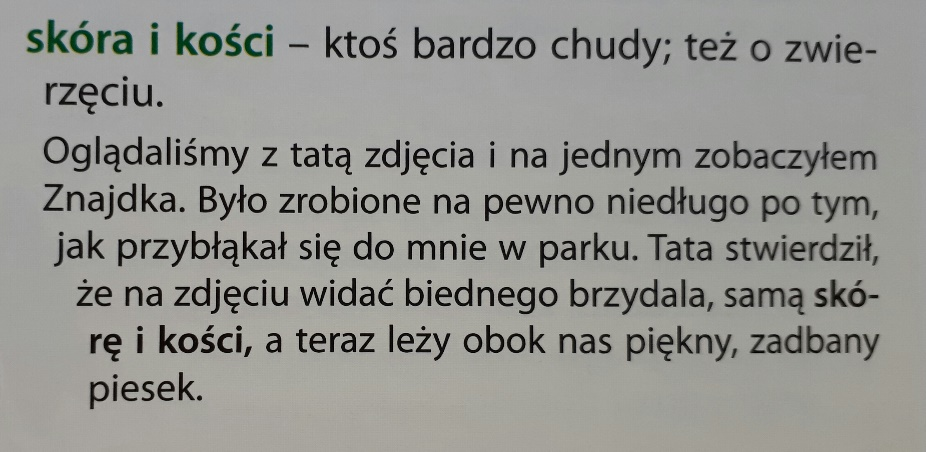 skóra i kości – ktoś bardzo chudy; też o zwie-
rzęciu.
Oglądaliśmy z tatą zdjęcia i na jednym zobaczyłem
Znajdka. Było zrobione na pewno niedługo po tym,
jak przybłąkał się do mnie w parku. Tata stwierdził,
że na zdjęciu widać biednego brzydala, samą skó-
rę i kości, a teraz leży obok nas piękny, zadbany
piesek.